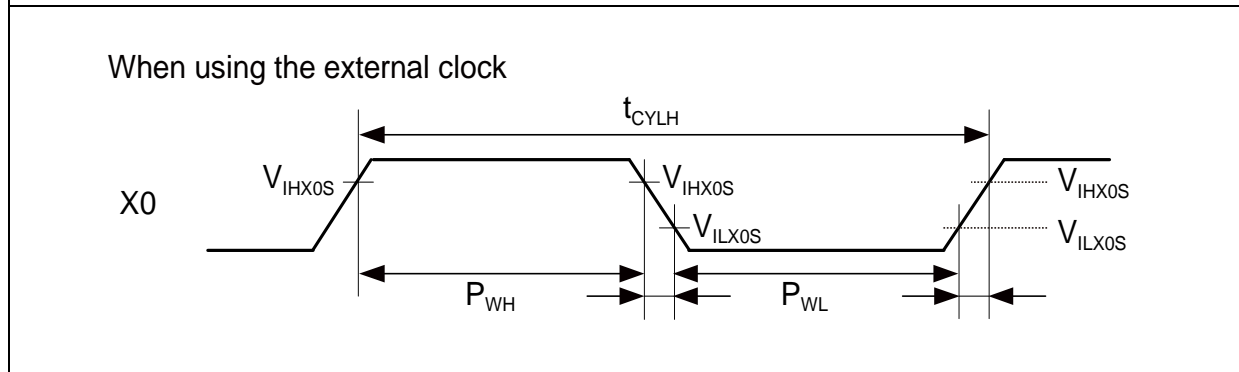 When using the external clock
tCYLH
X0
VIHX0S
VIHX0S
VIHX0S
VILX0S
VILX0S
PWH
PWL